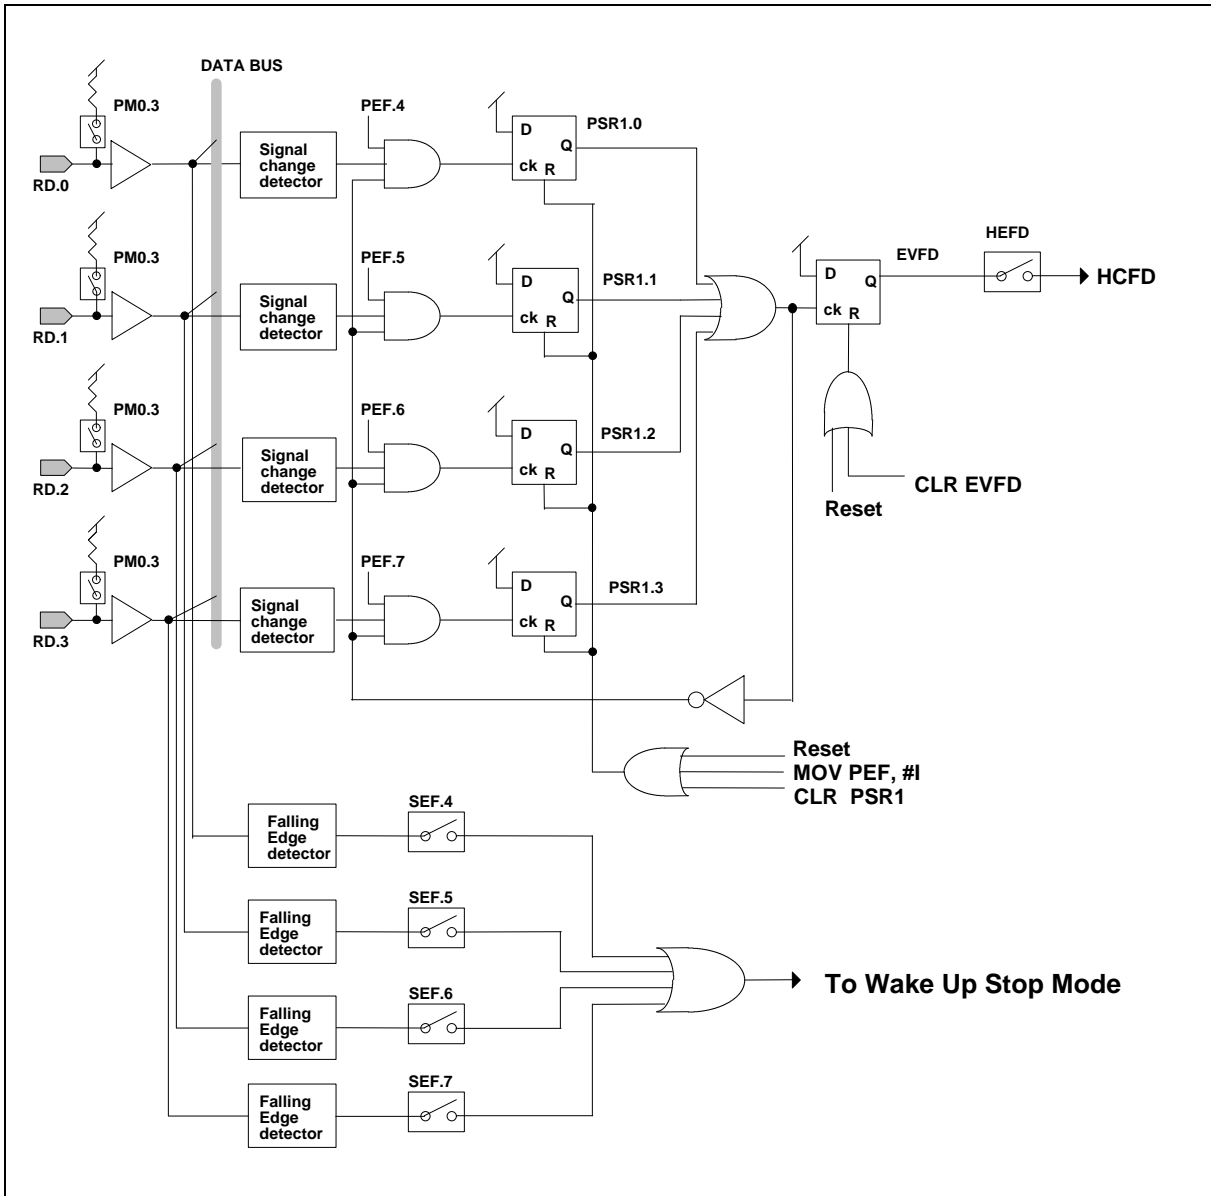 DATA BUS
PM0.3
RD.0
Signal
change
detector
PEF.4
D
Q
ck
R
PSR1.0
PM0.3
RD.1
Signal
change
detector
PEF.5
D
Q
ck
R
PSR1.1
PM0.3
RD.2
Signal
change
detector
PEF.6
D
Q
ck
R
PSR1.2
PM0.3
RD.3
Signal
change
detector
PEF.7
D
Q
ck
R
PSR1.3
D
Q
ck
R
EVFD
HEFD
HCFD
CLR EVFD
Reset
Reset
MOV PEF, #I
CLR  PSR1
Falling
Edge
detector
SEF.4
Falling
Edge
detector
SEF.5
Falling
Edge
detector
SEF.6
Falling
Edge
detector
SEF.7
To Wake Up Stop Mode